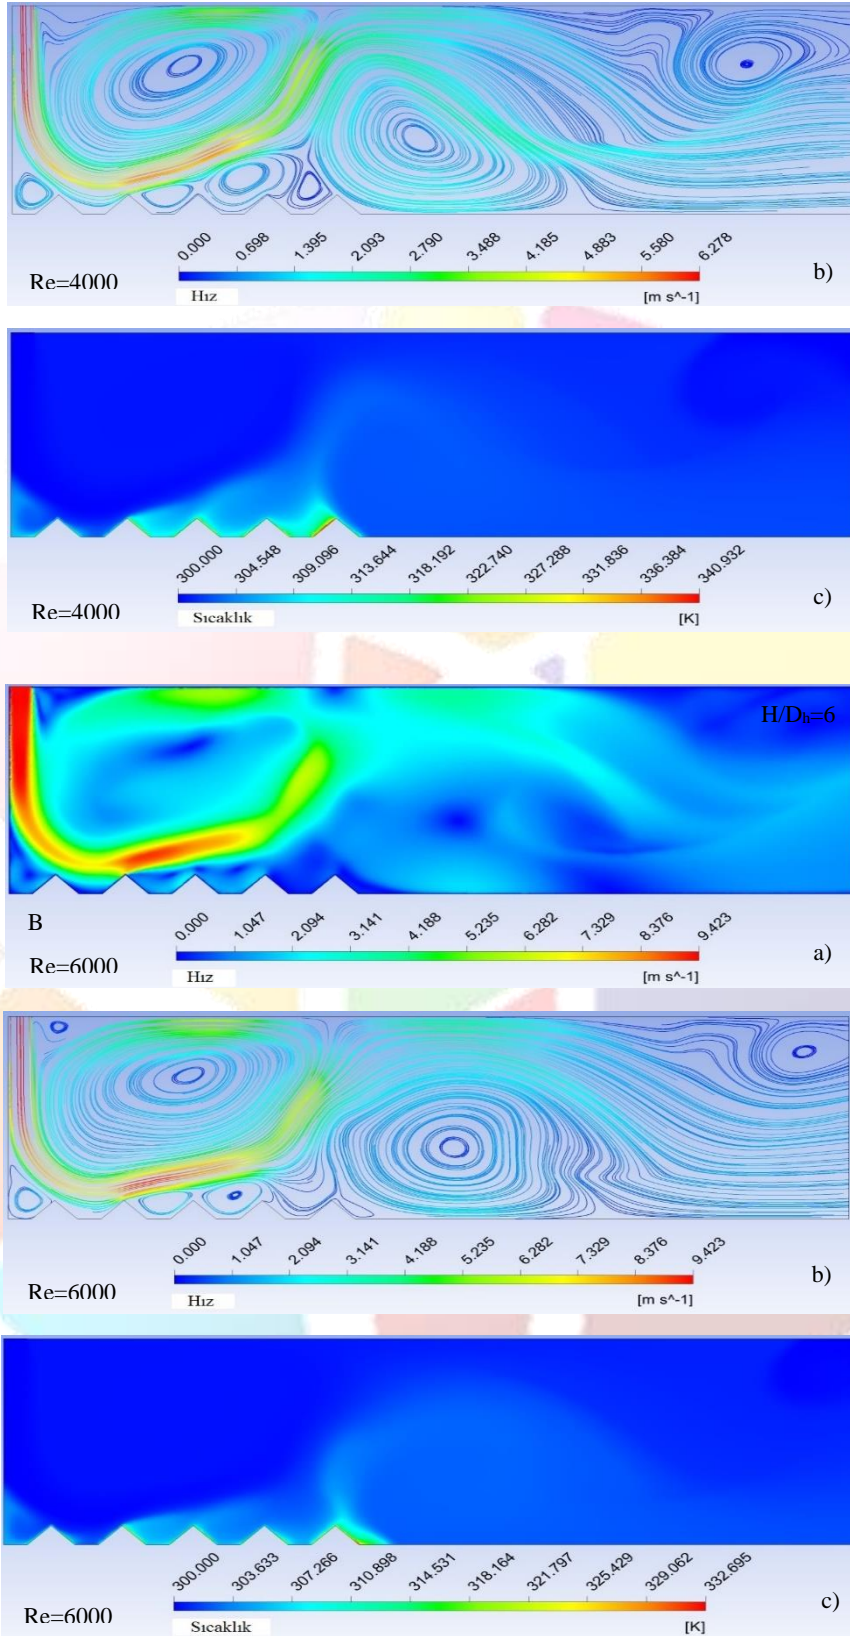 0.000 0.698 1.395 2.093 2.790 3.488 4.185 4.883 5.580 6.278
Re=4000
Hız
[m s^-1]
b)
300.000 304.548 309.096 313.644 318.192 322.740 327.288 331.836 336.384 340.932
Re=4000
Sıcaklık
[K]
c)
H/Dh=6
B
0.000 1.047 2.094 3.141 4.188 5.235 6.282 7.329 8.376 9.423
Re=6000
Hız
[m s^-1]
a)
0.000 1.047 2.094 3.141 4.188 5.235 6.282 7.329 8.376 9.423
Re=6000
Hız
[m s^-1]
b)
300.000 303.633 307.266 310.898 314.531 318.164 321.797 325.429 329.062 332.695
Re=6000
Sıcaklık
[K]
c)